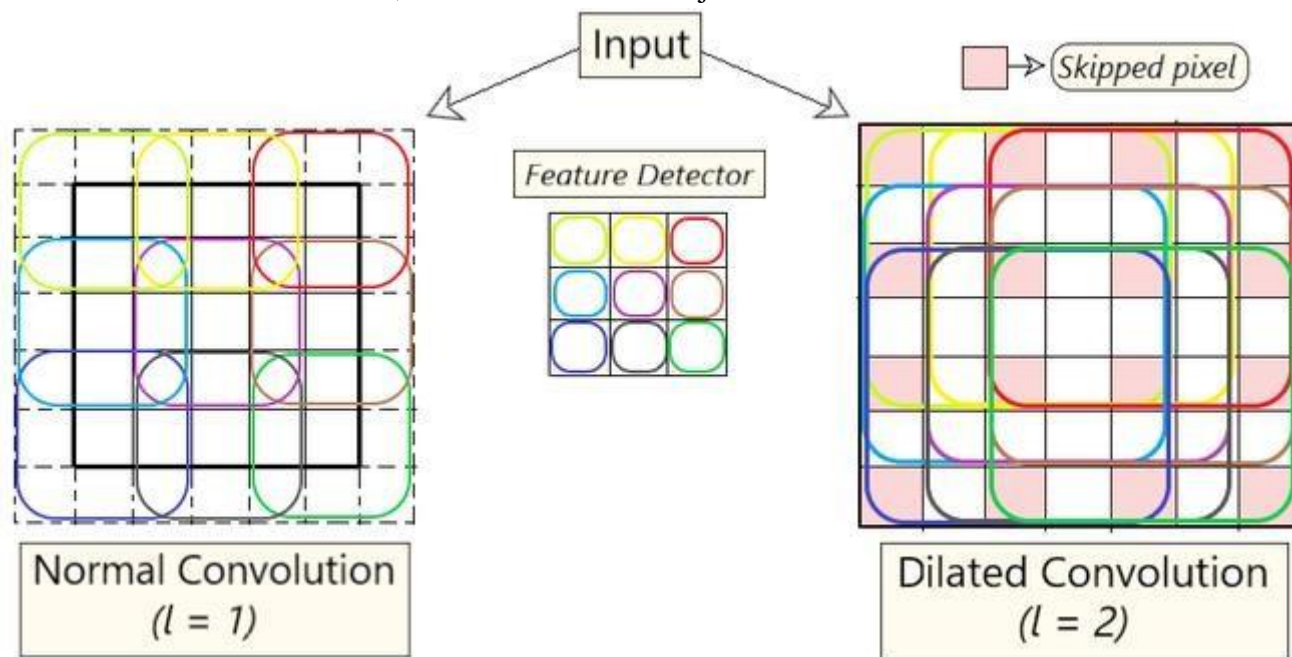 Input
Skipped pixel
Feature Detector
Normal Convolution
(l = 1)
Dilated Convolution
(l = 2)